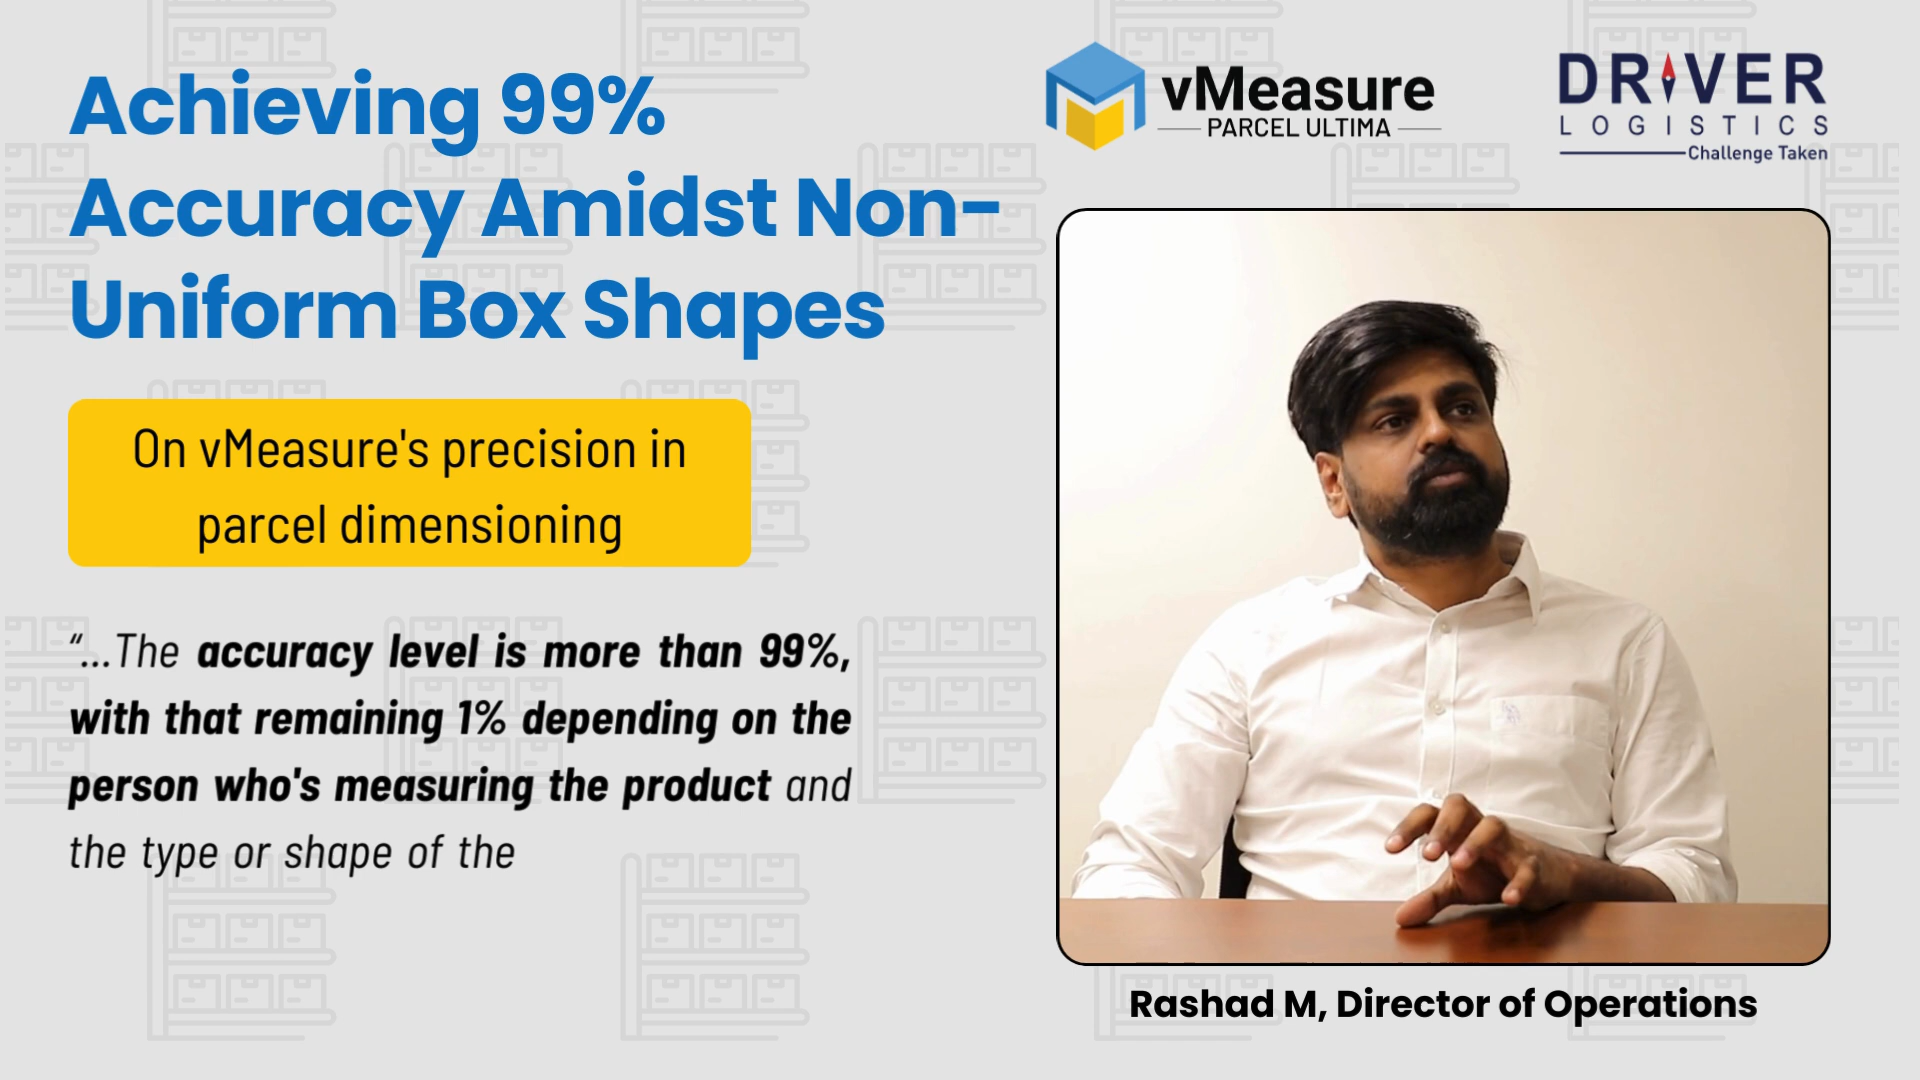 Achieving 99%
Accuracy Amidst Non-
Uniform Box Shapes
On vMeasure's precision in
parcel dimensioning
“...The accuracy level is more than 99%,
with that remaining 1% depending on the
person who's measuring the product and
the type or shape of the
vMeasure
PARCEL ULTIMA
DRIVER
LOGISTICS
Challenge Taken
Rashad M, Director of Operations